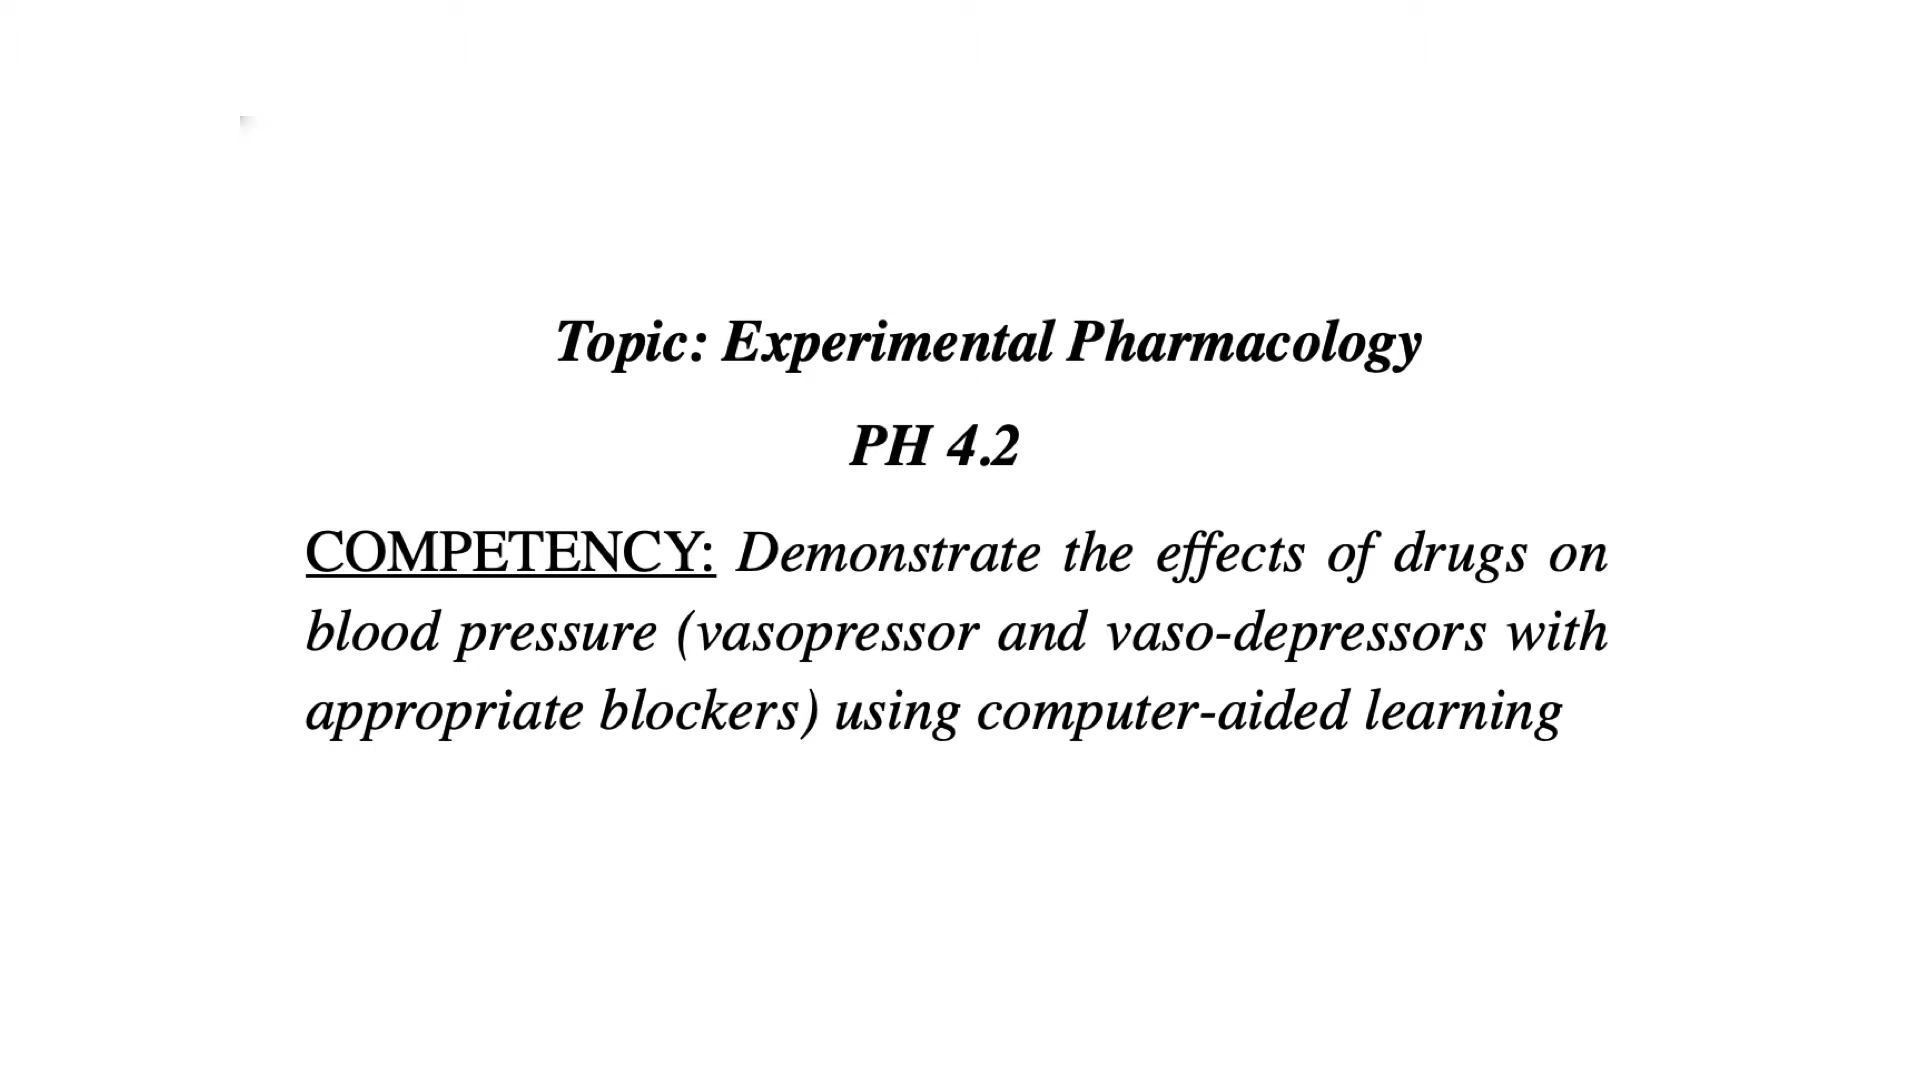 Topic: Experimental Pharmacology
PH 4.2
COMPETENCY: Demonstrate the effects of drugs on
blood pressure (vasopressor and vaso-depressors with
appropriate blockers) using computer-aided learning